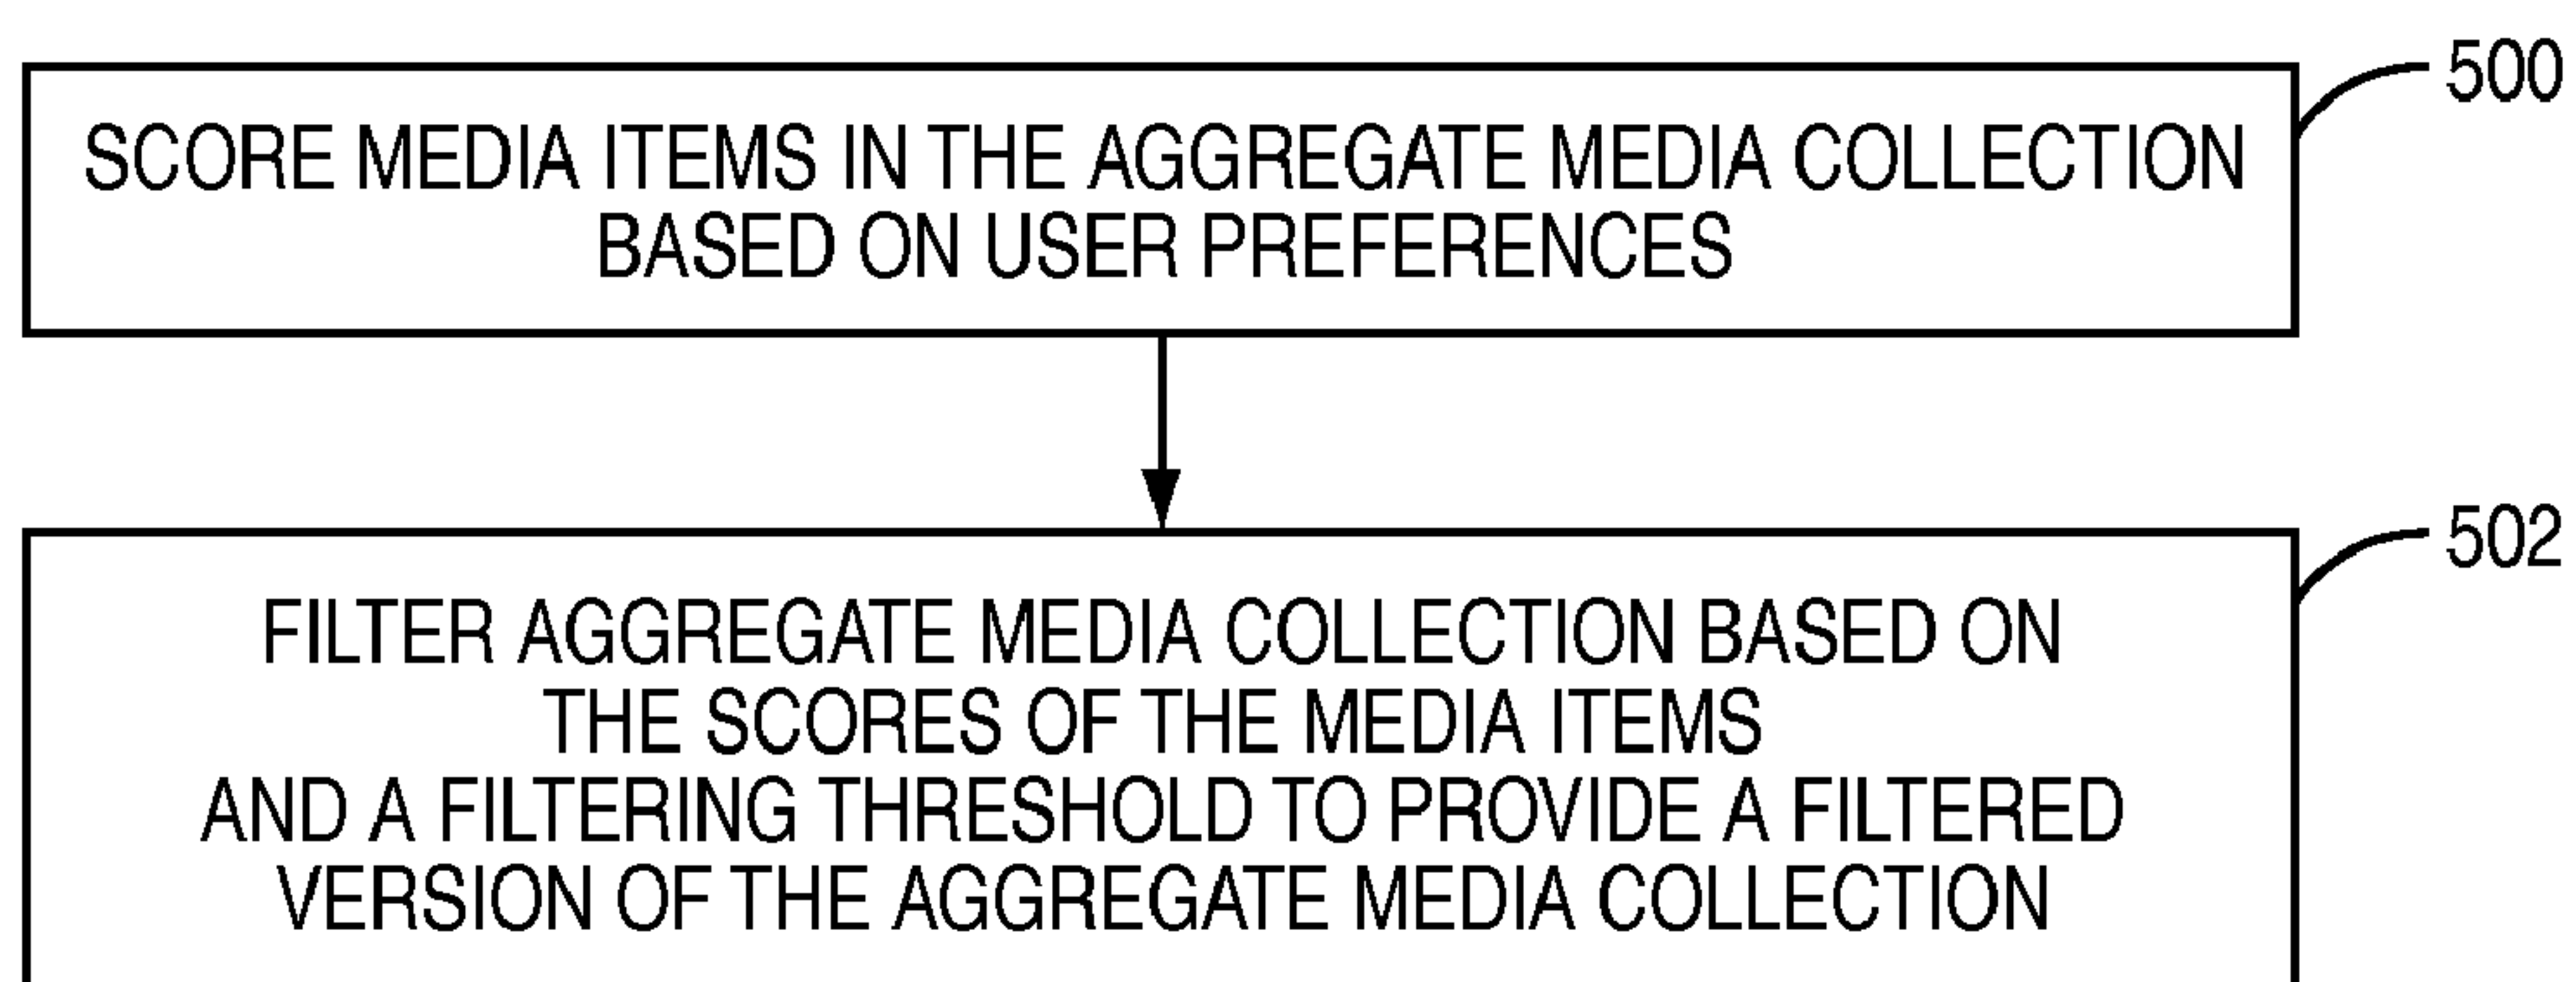 500
SCORE MEDIA ITEMS IN THE AGGREGATE MEDIA COLLECTION
BASED ON USER PREFERENCES
502
FILTER AGGREGATE MEDIA COLLECTION BASED ON
THE SCORES OF THE MEDIA ITEMS
AND A FILTERING THRESHOLD TO PROVIDE A FILTERED
VERSION OF THE AGGREGATE MEDIA COLLECTION